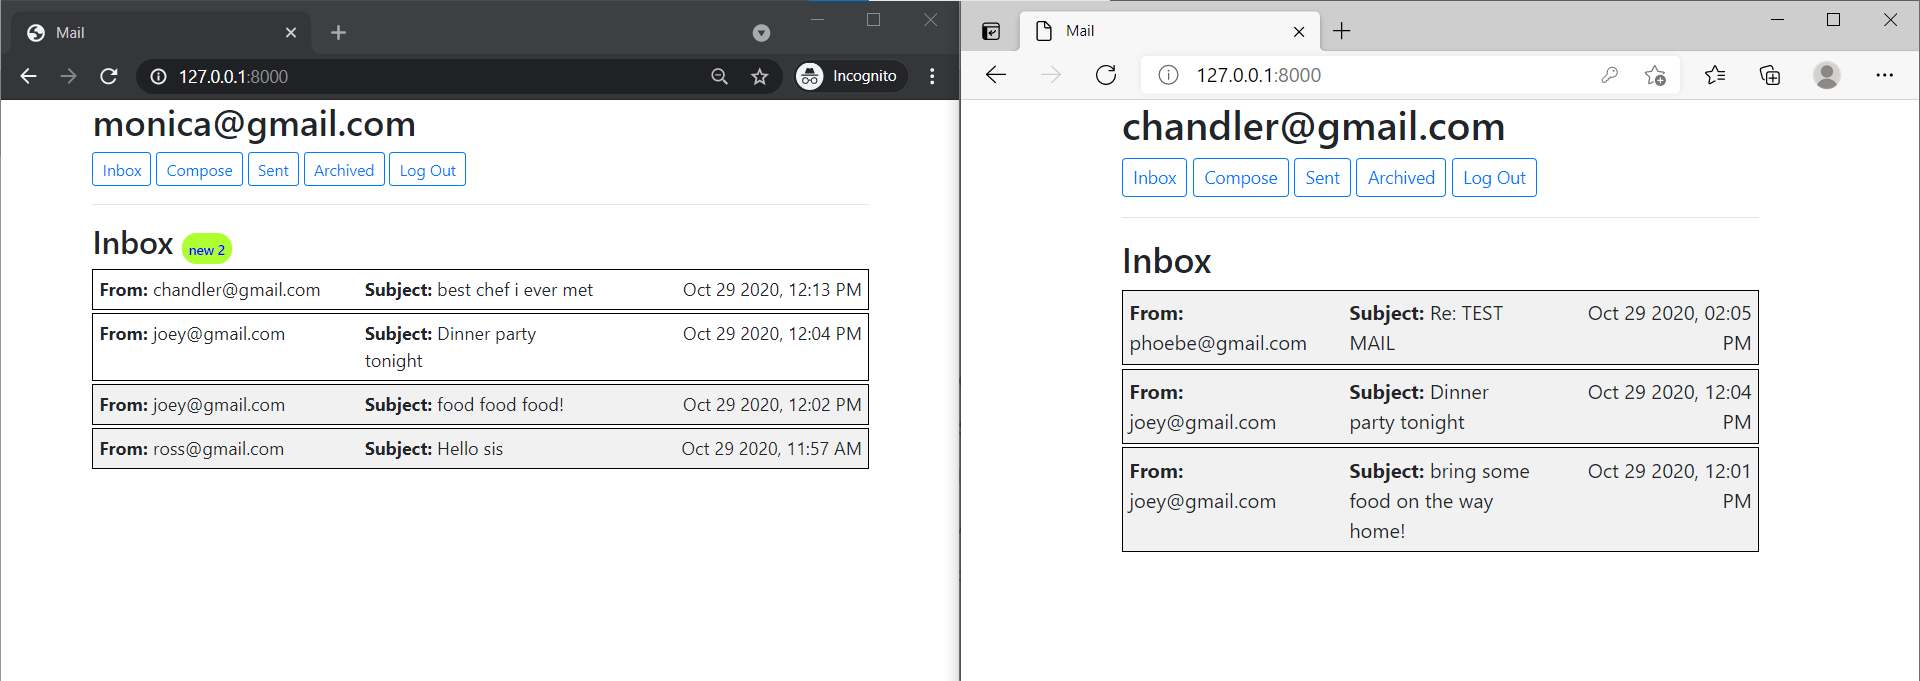 Mail
127.0.0.1:8000
Incognito
monica@gmail.com
Inbox
Compose
Sent
Archived
Log Out
Inbox new 2
From: chandler@gmail.com Subject: best chef i ever met Oct 29 2020, 12:13 PM
From: joey@gmail.com Subject: Dinner party Oct 29 2020, 12:04 PM
tonight
From: joey@gmail.com Subject: food food food! Oct 29 2020, 12:02 PM
From: ross@gmail.com Subject: Hello sis Oct 29 2020, 11:57 AM
Mail
127.0.0.1:8000
chandler@gmail.com
Inbox
Compose
Sent
Archived
Log Out
Inbox
From: Subject: Re: TEST Oct 29 2020, 02:05
phoebe@gmail.com MAIL PM
From: Subject: Dinner Oct 29 2020, 12:04
joey@gmail.com party tonight PM
From: Subject: bring some Oct 29 2020, 12:01
joey@gmail.com food on the way PM
home!